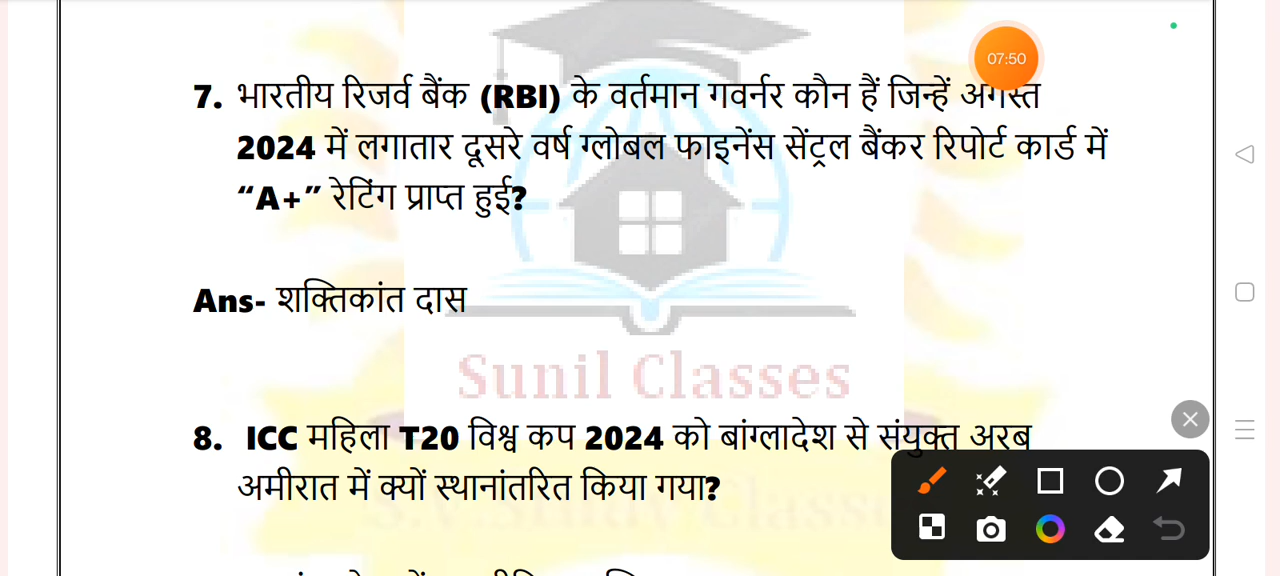 07:50
7. भारतीय रिजर्व बैंक (RBI) के वर्तमान गवर्नर कौन हैं जिन्हें अगस्त
2024 में लगातार दूसरे वर्ष ग्लोबल फाइनेंस सेंट्रल बैंकर रिपोर्ट कार्ड में
“A+” रेटिंग प्राप्त हुई?
Ans- शक्तिकांत दास
Sunil Classes
8. ICC महिला T20 विश्व कप 2024 को बांग्लादेश से संयुक्त अरब
अमीरात में क्यों स्थानांतरित किया गया?